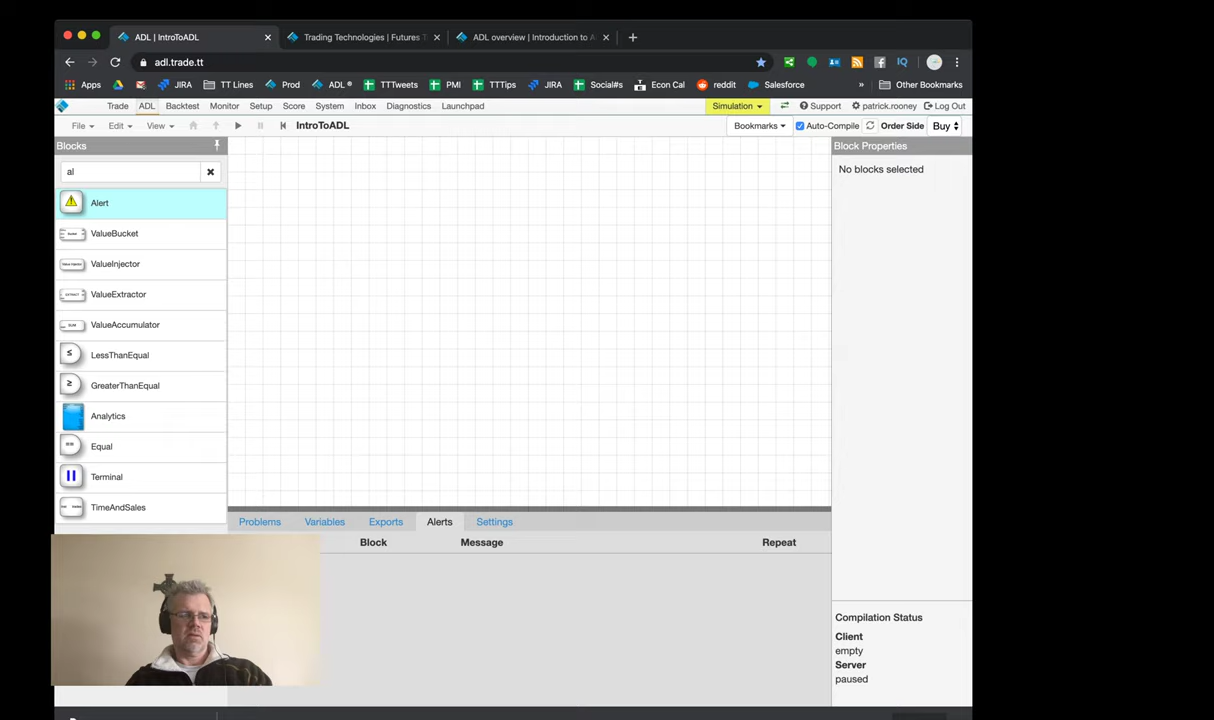 ADL | IntroToADL
Trading Technologies | Futures T
ADL overview | Introduction to A
adl.trade.tt
Apps JIRA TT Lines Prod ADL ® TTTweets PMI TTTips JIRA Social#s Econ Cal reddit Salesforce » Other Bookmarks
Trade ADL Backtest Monitor Setup Score System Inbox Diagnostics Launchpad Simulation Support patrick.rooney Log Out
File Edit View IntroToADL Bookmarks Auto-Compile Order Side Buy
Blocks
Block Properties
al
No blocks selected
Alert
ValueBucket
ValueInjector
ValueExtractor
ValueAccumulator
LessThanEqual
GreaterThanEqual
Analytics
Equal
Terminal
TimeAndSales
Problems Variables Exports Alerts Settings
Block Message Repeat
Compilation Status
Client
empty
Server
paused